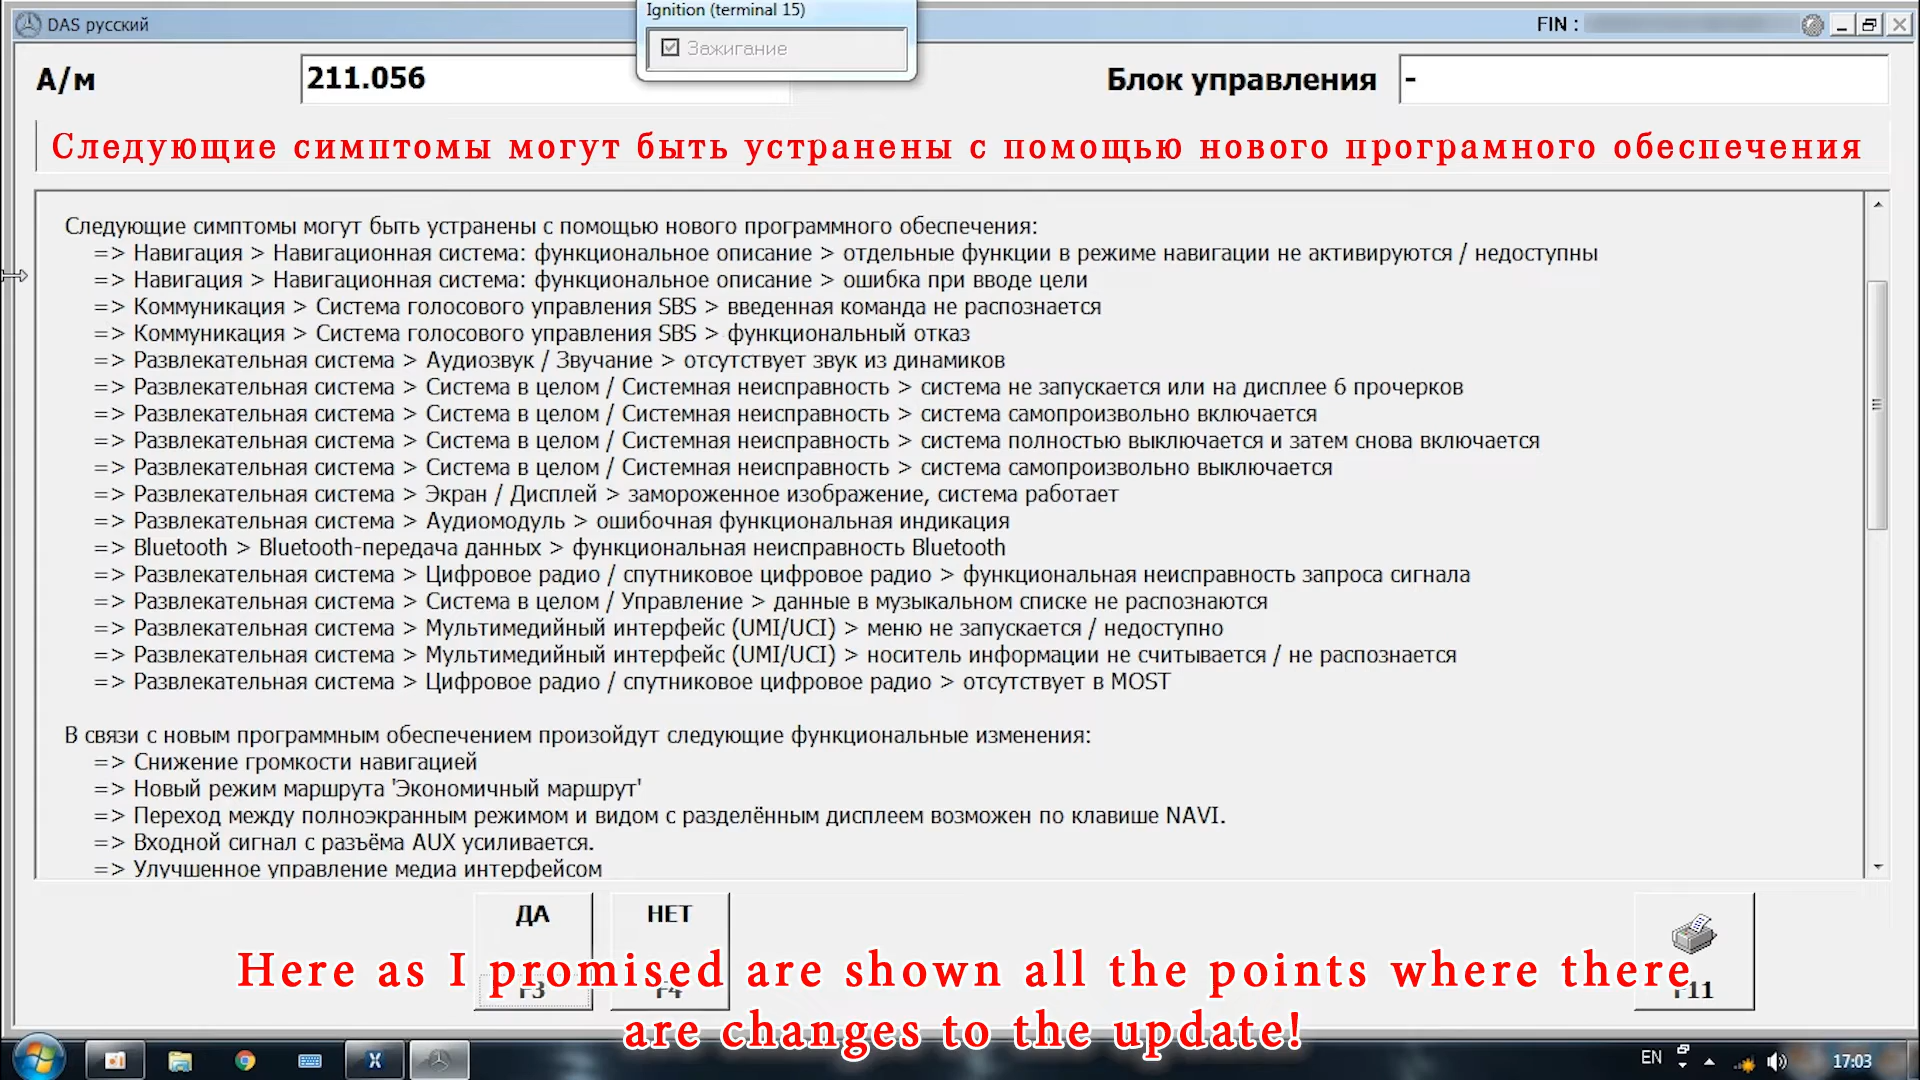 Ignition (terminal 15)
DAS русский
FIN :
Зажигание
А/м
211.056
Блок управления
-
Следующие симптомы могут быть устранены с помощью нового програмного обеспечения
Следующие симптомы могут быть устранены с помощью нового программного обеспечения:
=> Навигация > Навигационная система: функциональное описание > отдельные функции в режиме навигации не активируются / недоступны
=> Навигация > Навигационная система: функциональное описание > ошибка при вводе цели
=> Коммуникация > Система голосового управления SBS > введенная команда не распознается
=> Коммуникация > Система голосового управления SBS > функциональный отказ
=> Развлекательная система > Аудиозвук / Звучание > отсутствует звук из динамиков
=> Развлекательная система > Система в целом / Системная неисправность > система не запускается или на дисплее 6 прочерков
=> Развлекательная система > Система в целом / Системная неисправность > система самопроизвольно включается
=> Развлекательная система > Система в целом / Системная неисправность > система полностью выключается и затем снова включается
=> Развлекательная система > Система в целом / Системная неисправность > система самопроизвольно выключается
=> Развлекательная система > Экран / Дисплей > замороженное изображение, система работает
=> Развлекательная система > Аудиомодуль > ошибочная функциональная индикация
=> Bluetooth > Bluetooth-передача данных > функциональная неисправность Bluetooth
=> Развлекательная система > Цифровое радио / спутниковое цифровое радио > функциональная неисправность запроса сигнала
=> Развлекательная система > Система в целом / Управление > данные в музыкальном списке не распознаются
=> Развлекательная система > Мультимедийный интерфейс (UMI/UCI) > меню не запускается / недоступно
=> Развлекательная система > Мультимедийный интерфейс (UMI/UCI) > носитель информации не считывается / не распознается
=> Развлекательная система > Цифровое радио / спутниковое цифровое радио > отсутствует в MOST
В связи с новым программным обеспечением произойдут следующие функциональные изменения:
=> Снижение громкости навигацией
=> Новый режим маршрута 'Экономичный маршрут'
=> Переход между полноэкранным режимом и видом с разделённым дисплеем возможен по клавише NAVI.
=> Входной сигнал с разъёма AUX усиливается.
=> Улучшенное управление медиа интерфейсом
ДА
НЕТ
F3
F4
F11
Here as I promised are shown all the points where there
are changes to the update!
EN
17:03